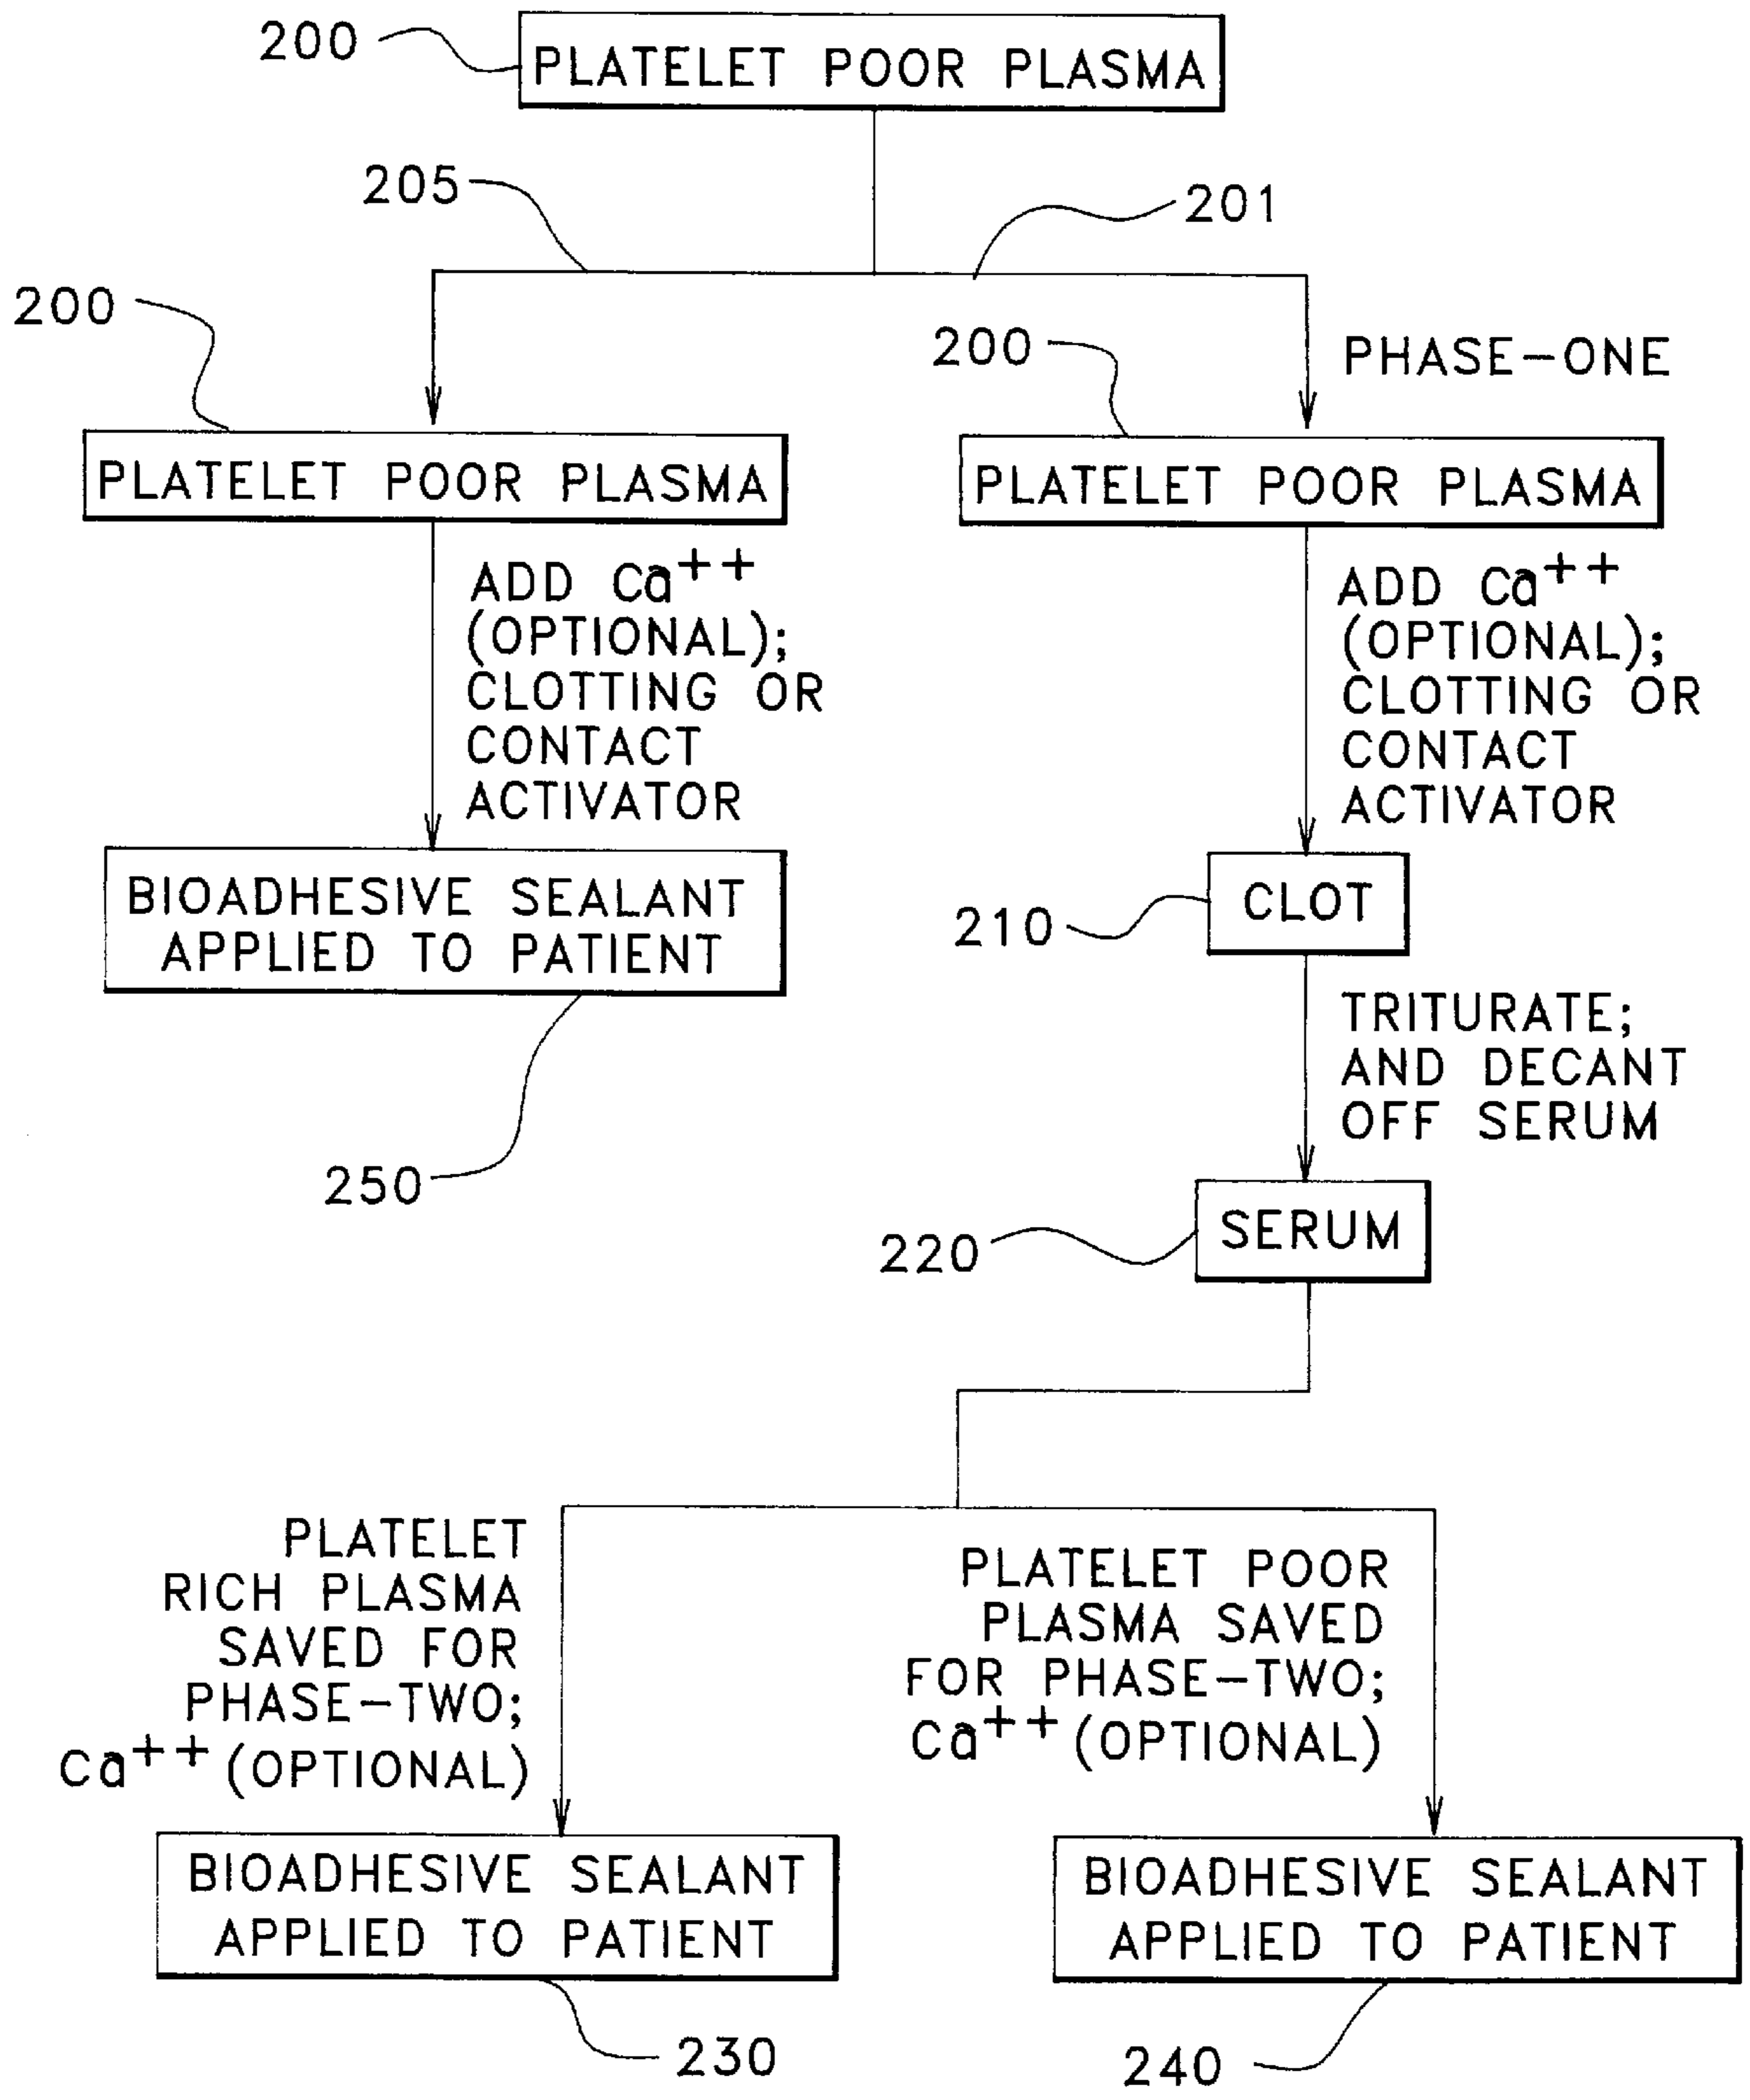 200
PLATELET POOR PLASMA
205
201
200
200
PHASE-ONE
PLATELET POOR PLASMA
PLATELET POOR PLASMA
ADD Ca++
(OPTIONAL);
CLOTTING OR
CONTACT
ACTIVATOR
ADD Ca++
(OPTIONAL);
CLOTTING OR
CONTACT
ACTIVATOR
BIOADHESIVE SEALANT
APPLIED TO PATIENT
250
CLOT
210
TRITURATE;
AND DECANT
OFF SERUM
SERUM
220
PLATELET
RICH PLASMA
SAVED FOR
PHASE-TWO;
Ca++ (OPTIONAL)
PLATELET POOR
PLASMA SAVED
FOR PHASE-TWO;
Ca++ (OPTIONAL)
BIOADHESIVE SEALANT
APPLIED TO PATIENT
230
BIOADHESIVE SEALANT
APPLIED TO PATIENT
240